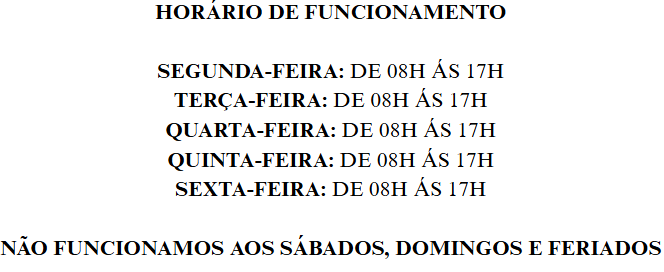 HORÁRIO DE FUNCIONAMENTO
SEGUNDA-FEIRA: DE 08H ÁS 17H
TERÇA-FEIRA: DE 08H ÁS 17H
QUARTA-FEIRA: DE 08H ÁS 17H
QUINTA-FEIRA: DE 08H ÁS 17H
SEXTA-FEIRA: DE 08H ÁS 17H
NÃO FUNCIONAMOS AOS SÁBADOS, DOMINGOS E FERIADOS